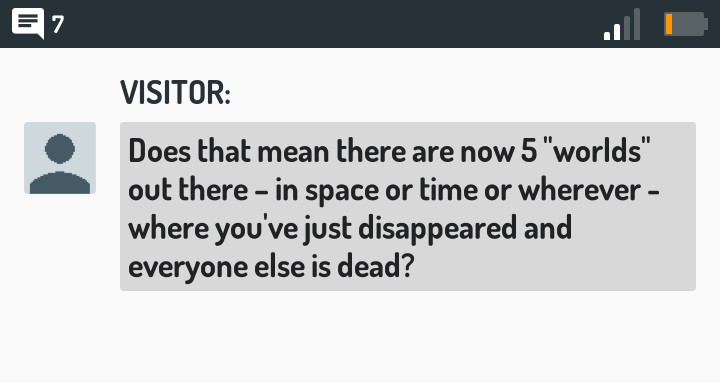 7
VISITOR:
Does that mean there are now 5 "worlds"
out there – in space or time or wherever -
where you've just disappeared and
everyone else is dead?